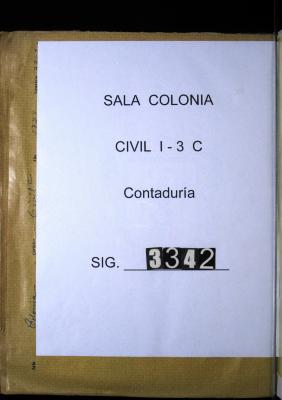 SALA COLONIA
CIVIL I - 3 C
Contaduría
SIG. 3342